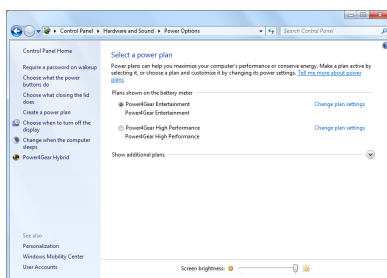 Control Panel ▸ Hardware and Sound ▸ Power Options
Search Control Panel
Control Panel Home
Require a password on wakeup
Choose what the power
buttons do
Choose what closing the lid
does
Create a power plan
Choose when to turn off the
display
Change when the computer
sleeps
Power4Gear Hybrid
See also
Personalization
Windows Mobility Center
User Accounts
Select a power plan
Power plans can help you maximize your computer's performance or conserve energy. Make a plan active by
selecting it, or choose a plan and customize it by changing its power settings. Tell me more about power
plans
Plans shown on the battery meter
Power4Gear Entertainment
Change plan settings
Power4Gear Entertainment
Power4Gear High Performance
Change plan settings
Power4Gear High Performance
Show additional plans
Screen brightness: